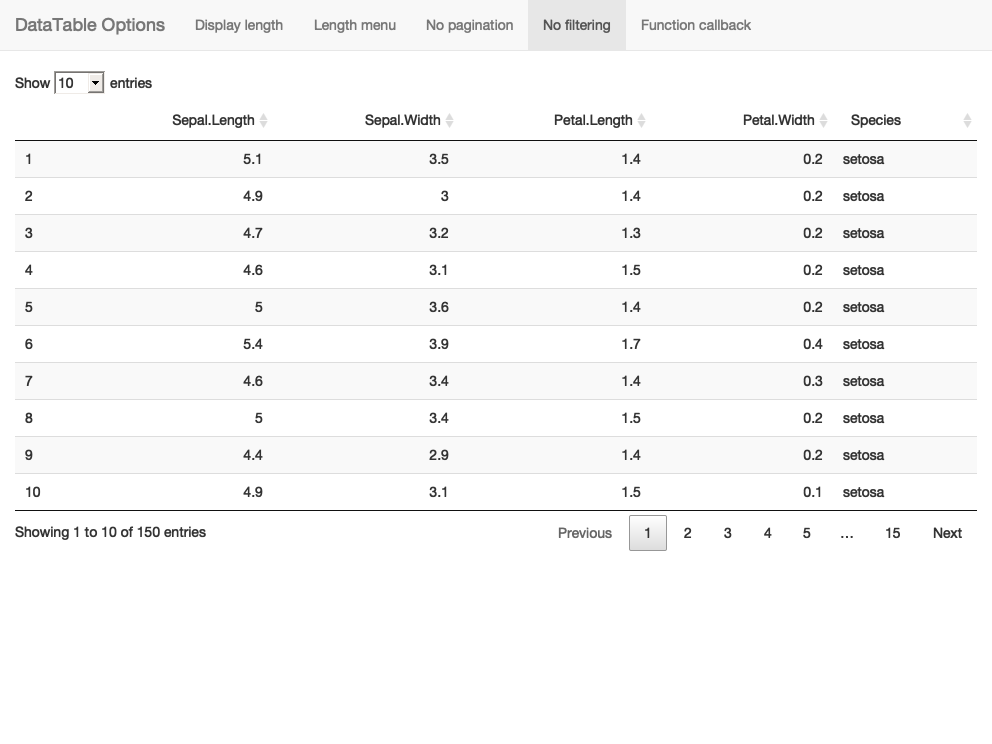 DataTable Options Display length Length menu No pagination No filtering Function callback
Show 10 entries
Sepal.Length Sepal.Width Petal.Length Petal.Width Species
1 5.1 3.5 1.4 0.2 setosa
2 4.9 3 1.4 0.2 setosa
3 4.7 3.2 1.3 0.2 setosa
4 4.6 3.1 1.5 0.2 setosa
5 5 3.6 1.4 0.2 setosa
6 5.4 3.9 1.7 0.4 setosa
7 4.6 3.4 1.4 0.3 setosa
8 5 3.4 1.5 0.2 setosa
9 4.4 2.9 1.4 0.2 setosa
10 4.9 3.1 1.5 0.1 setosa
Showing 1 to 10 of 150 entries Previous 1 2 3 4 5 … 15 Next